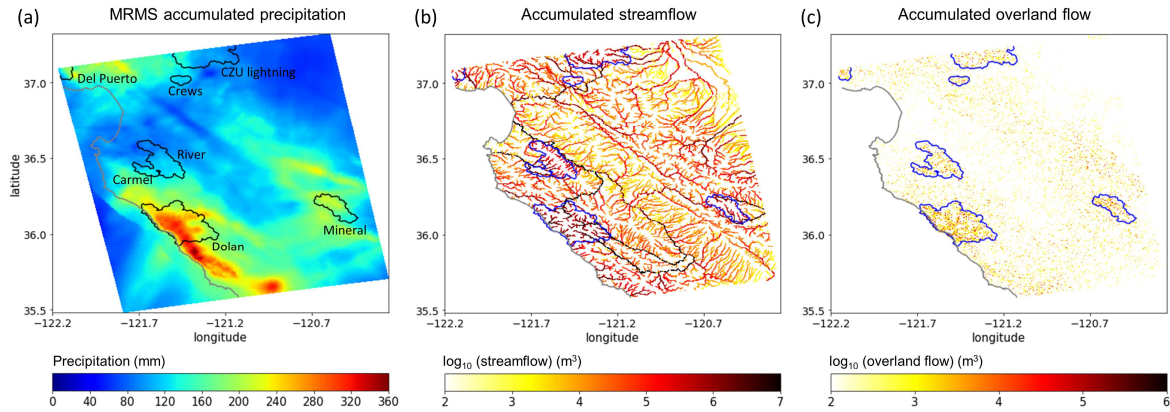 (a) MRMS accumulated precipitation
37.0
36.5
36.0
35.5
latitude
Del Puerto
CZU lightning
Crews
River
Carmel
Dolan
Mineral
−122.2 −121.7 −121.2 −120.7
longitude
Precipitation (mm)
0 40 80 120 160 200 240 280 320 360
(b) Accumulated streamflow
37.0
36.5
36.0
35.5
−122.2 −121.7 −121.2 −120.7
longitude
log₁₀ (streamflow) (m³)
2 3 4 5 6 7
(c) Accumulated overland flow
37.0
36.5
36.0
35.5
−122.2 −121.7 −121.2 −120.7
longitude
log₁₀ (overland flow) (m³)
2 3 4 5 6